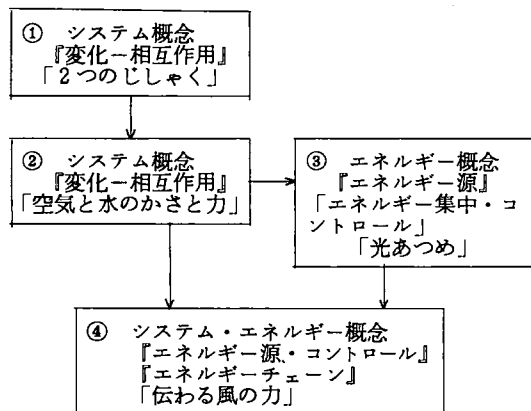 ① システム概念
『変化－相互作用』
「2つのじしゃく」
② システム概念
『変化－相互作用』
「空気と水のかさと力」
③ エネルギー概念
『エネルギー源』
「エネルギー集中・コ
ントロール」
「光あつめ」
④ システム・エネルギー概念
『エネルギー源・コントロール』
『エネルギーチェーン』
「伝わる風の力」